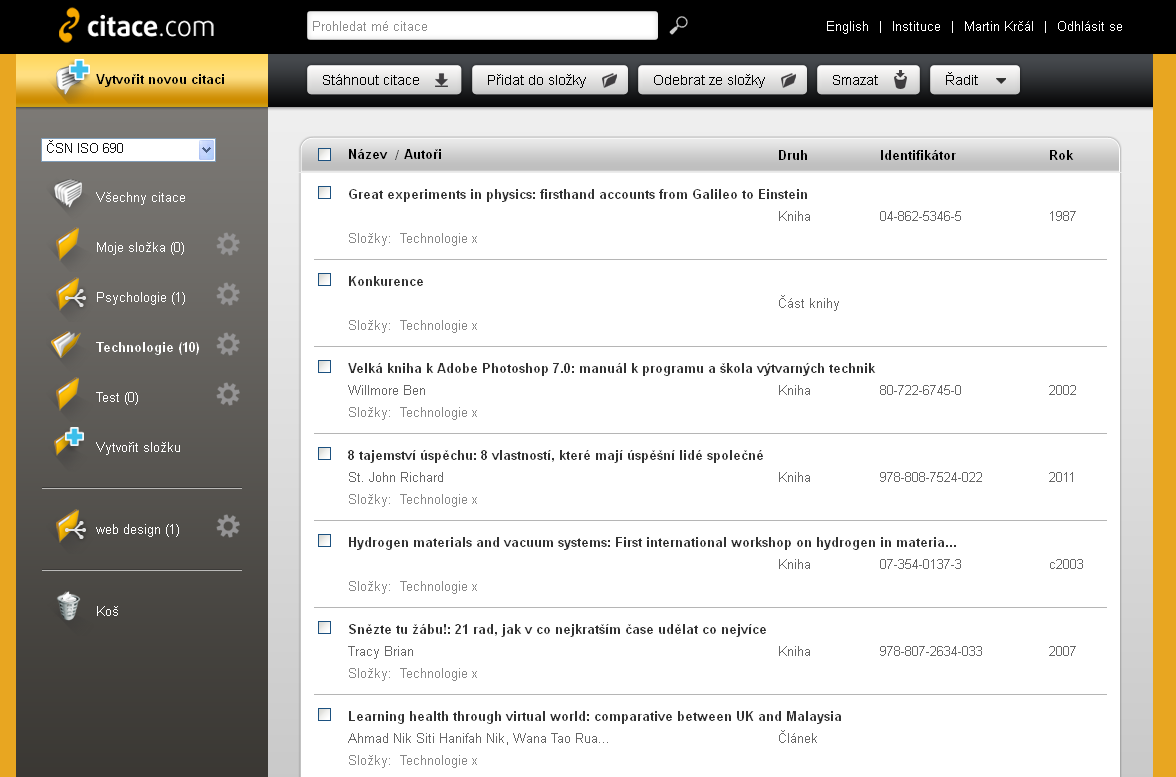 citace.com
Prohledat mé citace
English | Instituce | Martin Krčál | Odhlásit se
Vytvořit novou citaci
Stáhnout citace
Přidat do složky
Odebrat ze složky
Smazat
Řadit
ČSN ISO 690
Všechny citace
Moje složka (0)
Psychologie (1)
Technologie (10)
Test (0)
Vytvořit složku
web design (1)
Koš
Název / Autoři Druh Identifikátor Rok
Great experiments in physics: firsthand accounts from Galileo to Einstein
Kniha 04-862-5346-5 1987
Složky: Technologie x
Konkurence
Část knihy
Složky: Technologie x
Velká kniha k Adobe Photoshop 7.0: manuál k programu a škola výtvarných technik
Willmore Ben Kniha 80-722-6745-0 2002
Složky: Technologie x
8 tajemství úspěchu: 8 vlastností, které mají úspěšní lidé společné
St. John Richard Kniha 978-808-7524-022 2011
Složky: Technologie x
Hydrogen materials and vacuum systems: First international workshop on hydrogen in materia...
Kniha 07-354-0137-3 c2003
Složky: Technologie x
Snězte tu žábu!: 21 rad, jak v co nejkratším čase udělat co nejvíce
Tracy Brian Kniha 978-807-2634-033 2007
Složky: Technologie x
Learning health through virtual world: comparative between UK and Malaysia
Ahmad Nik Siti Hanifah Nik, Wana Tao Rua... Článek
Složky: Technologie x